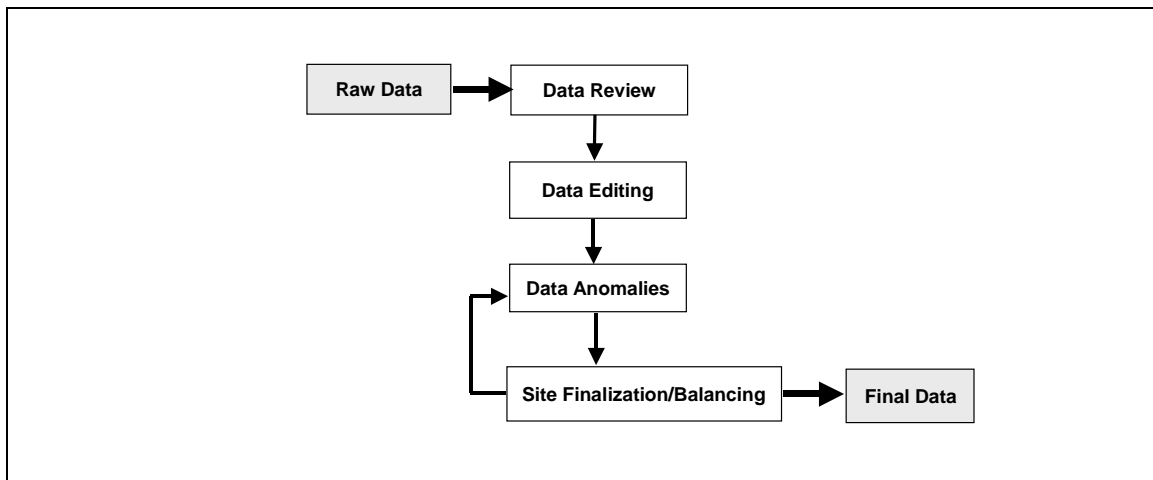 Raw Data
Data Review
Data Editing
Data Anomalies
Site Finalization/Balancing
Final Data